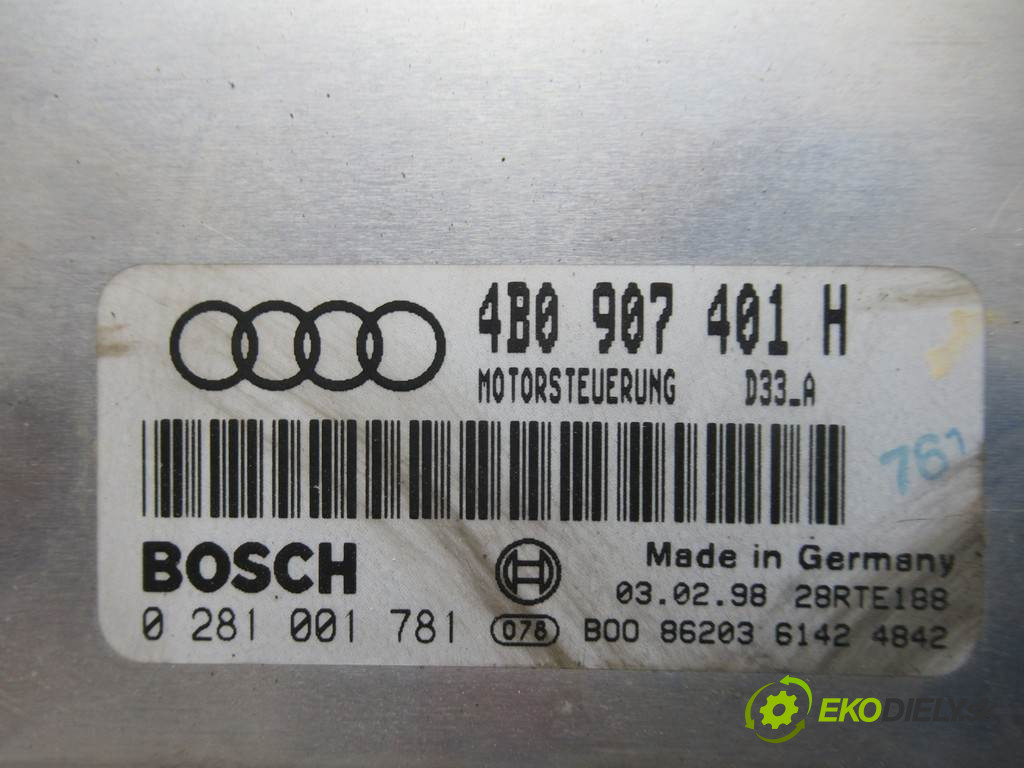 4B0 907 401 H
MOTORSTEUERUNG D33_A
761
BOSCH
Made in Germany
03.02.98 28RTE188
0 281 001 781 078 B00 86203 6142 4842
EKODIELY